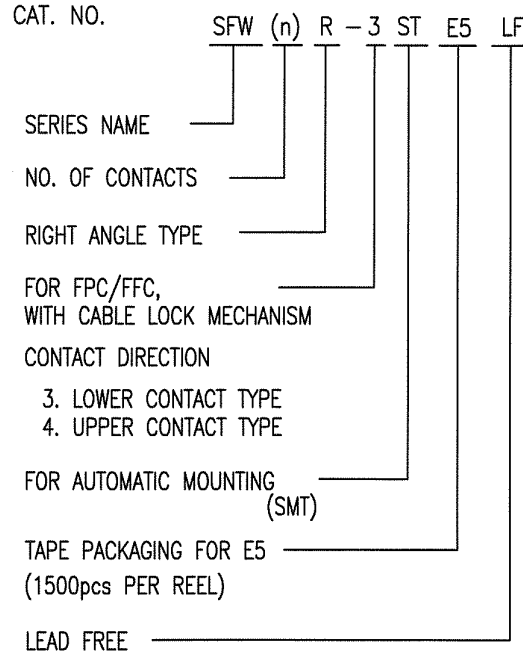 CAT. NO. SFW (n) R - 3 ST E5 LF
SERIES NAME
NO. OF CONTACTS
RIGHT ANGLE TYPE
FOR FPC/FFC,
WITH CABLE LOCK MECHANISM
CONTACT DIRECTION
3. LOWER CONTACT TYPE
4. UPPER CONTACT TYPE
FOR AUTOMATIC MOUNTING
(SMT)
TAPE PACKAGING FOR E5
(1500pcs PER REEL)
LEAD FREE